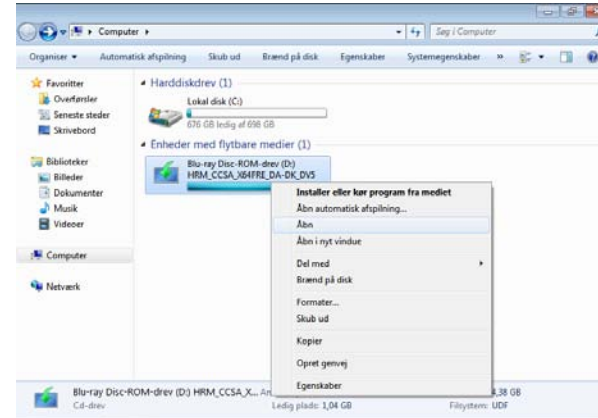 Computer
Søg i Computer
Organiser Automatisk afspilning Skub ud Brænd på disk Egenskaber Systemegenskaber »
Favoritter
Overførsler
Seneste steder
Skrivebord
Biblioteker
Billeder
Dokumenter
Musik
Videoer
Computer
Netværk
Harddiskdrev (1)
Lokal disk (C:)
676 GB ledig af 698 GB
Enheder med flytbare medier (1)
Blu-ray Disc-ROM-drev (D:)
HRM_CCSA_X64FRE_DA-DK_DV5
Installer eller kør program fra mediet
Åbn automatisk afspilning...
Åbn
Åbn i nyt vindue
Del med
Brænd på disk
Formater...
Skub ud
Kopier
Opret genvej
Egenskaber
Blu-ray Disc-ROM-drev (D:) HRM_CCSA_X... 4,38 GB
Cd-drev Ledig plads: 1,04 GB Filsystem: UDF